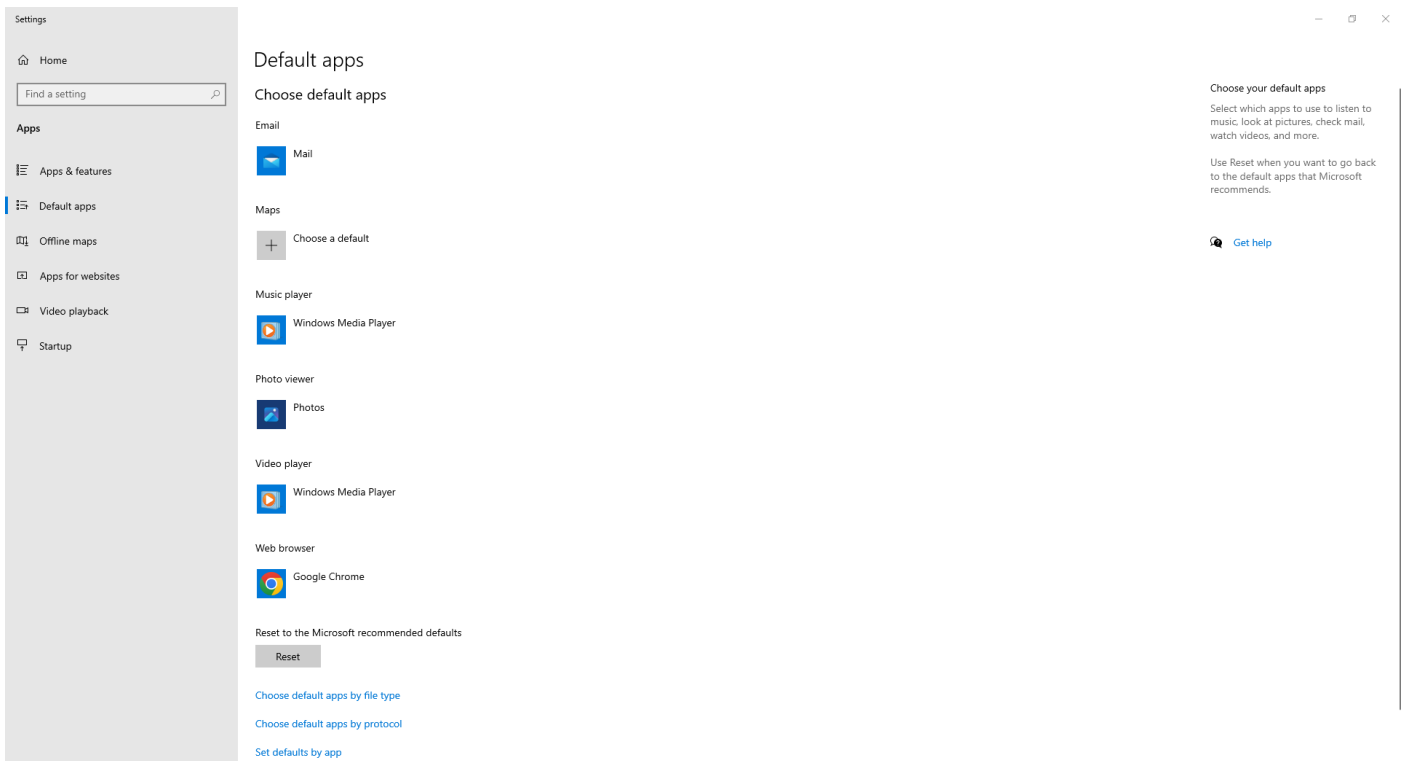 Settings
Home
Find a setting
Apps
Apps & features
Default apps
Offline maps
Apps for websites
Video playback
Startup
Default apps
Choose default apps
Email
Mail
Maps
Choose a default
Music player
Windows Media Player
Photo viewer
Photos
Video player
Windows Media Player
Web browser
Google Chrome
Reset to the Microsoft recommended defaults
Reset
Choose default apps by file type
Choose default apps by protocol
Set defaults by app
Choose your default apps
Select which apps to use to listen to
music, look at pictures, check mail,
watch videos, and more.
Use Reset when you want to go back
to the default apps that Microsoft
recommends.
Get help